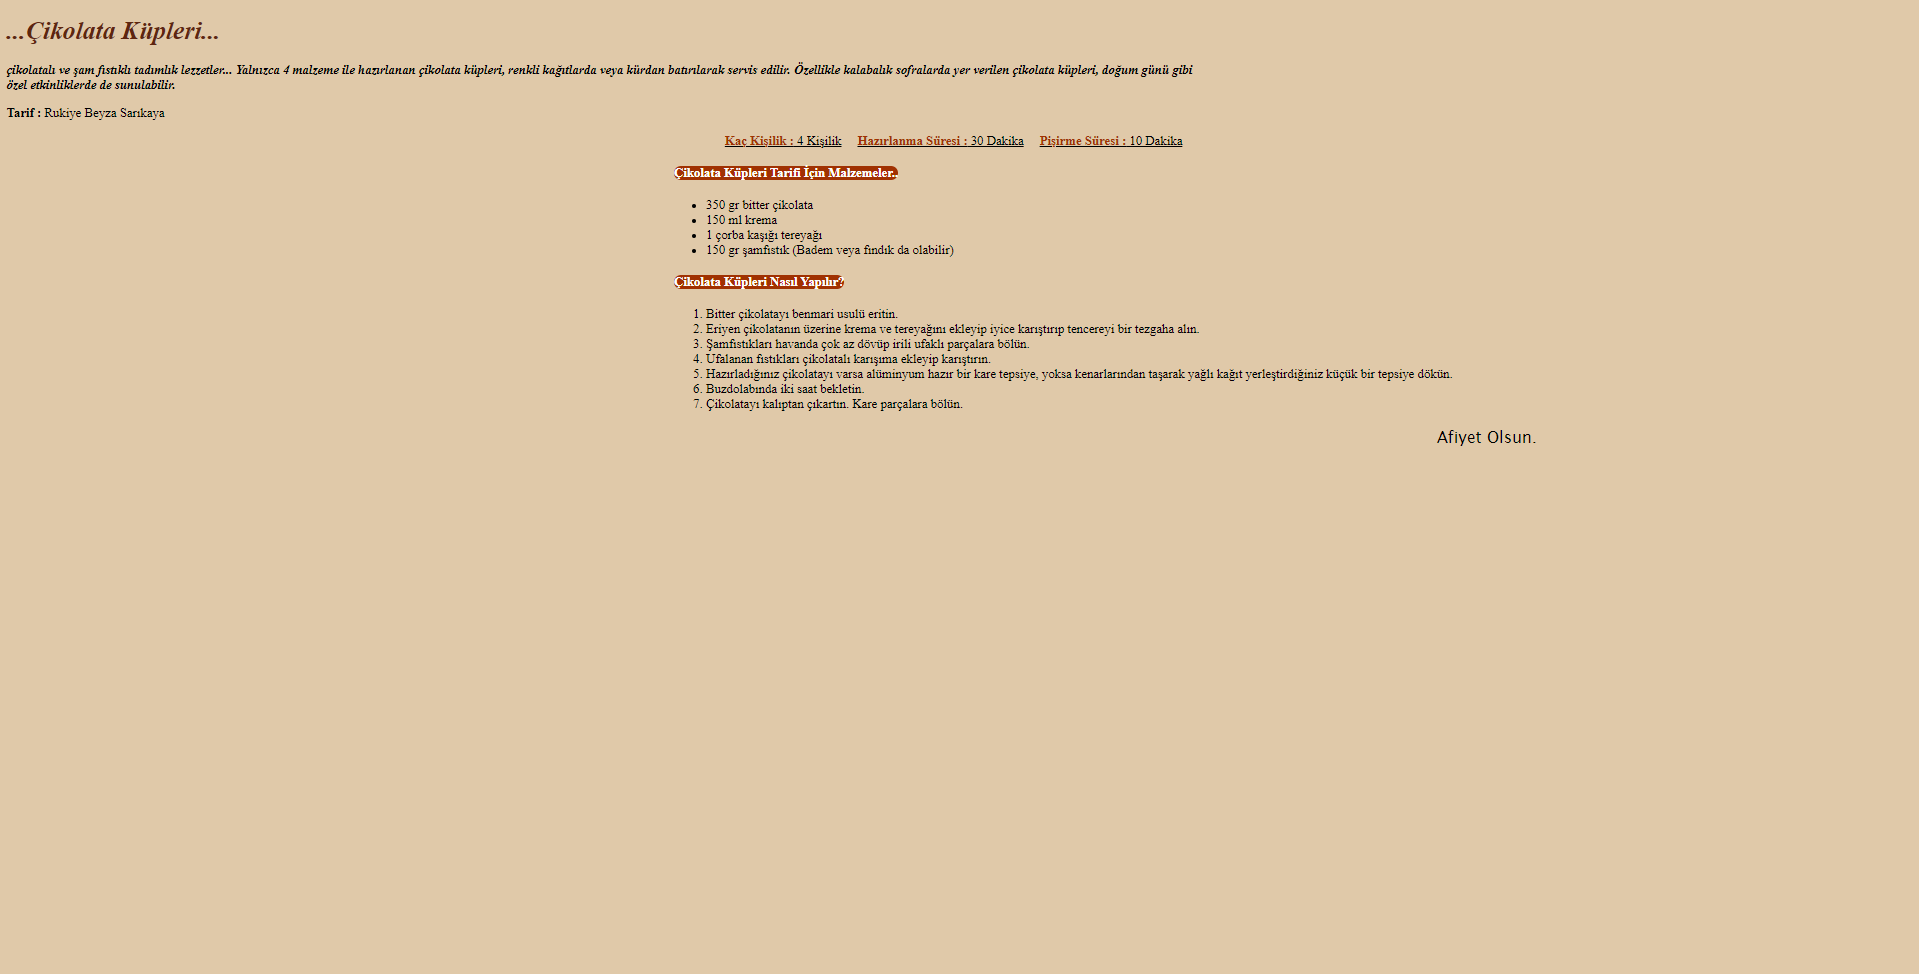 ...Çikolata Küpleri...
çikolatalı ve şam fıstıklı tadımlık lezzetler... Yalnızca 4 malzeme ile hazırlanan çikolata küpleri, renkli kağıtlarda veya kürdan batırılarak servis edilir. Özellikle kalabalık sofralarda yer verilen çikolata küpleri, doğum günü gibi
özel etkinliklerde de sunulabilir.
Tarif : Rukiye Beyza Sarıkaya
Kaç Kişilik : 4 Kişilik Hazırlanma Süresi : 30 Dakika Pişirme Süresi : 10 Dakika
Çikolata Küpleri Tarifi İçin Malzemeler..
• 350 gr bitter çikolata
• 150 ml krema
• 1 çorba kaşığı tereyağı
• 150 gr şamfıstık (Badem veya fındık da olabilir)
Çikolata Küpleri Nasıl Yapılır?
1. Bitter çikolatayı benmari usulü eritin.
2. Eriyen çikolatanın üzerine krema ve tereyağını ekleyip iyice karıştırıp tencereyi bir tezgaha alın.
3. Şamfıstıkları havanda çok az dövüp irili ufaklı parçalara bölün.
4. Ufalanan fıstıkları çikolatalı karışıma ekleyip karıştırın.
5. Hazırladığınız çikolatayı varsa alüminyum hazır bir kare tepsiye, yoksa kenarlarından taşarak yağlı kağıt yerleştirdiğiniz küçük bir tepsiye dökün.
6. Buzdolabında iki saat bekletin.
7. Çikolatayı kalıptan çıkartın. Kare parçalara bölün.
Afiyet Olsun.